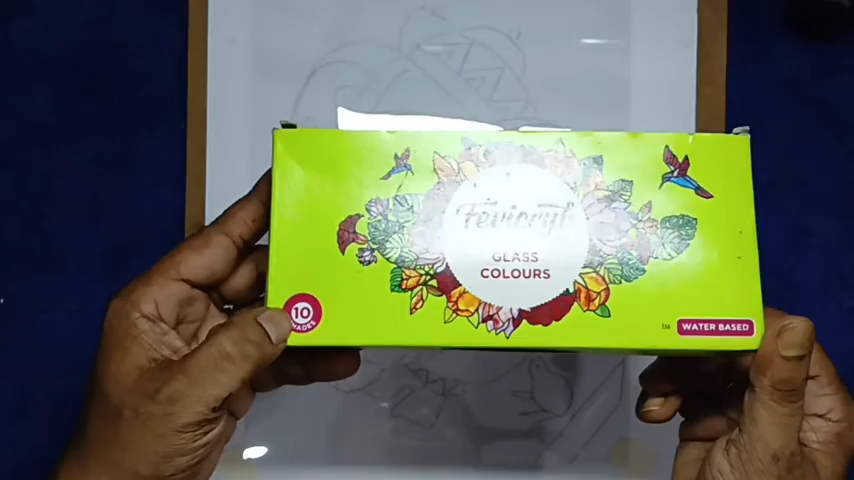 Fevicryl
GLASS
COLOURS
10
SHADES
TM WATER BASED